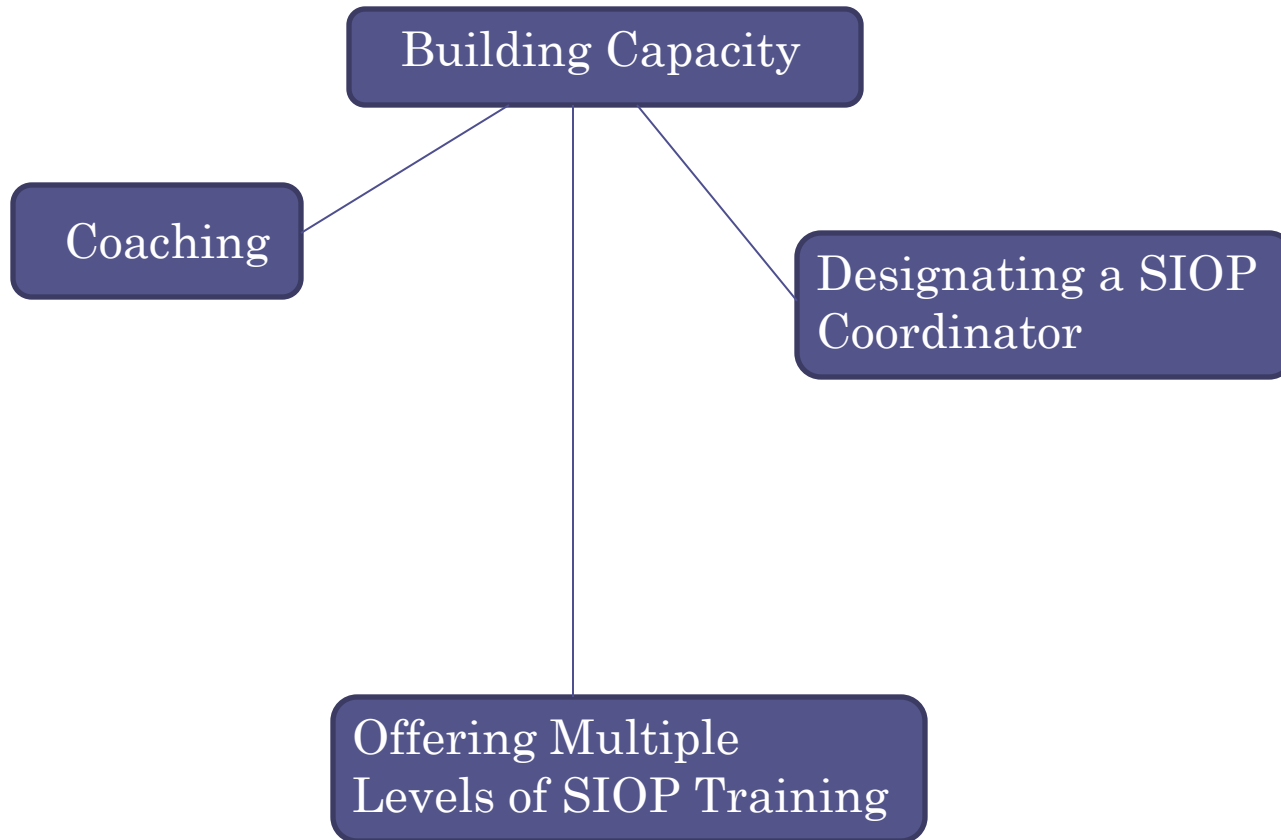 Building Capacity
Coaching
Designating a SIOP
Coordinator
Offering Multiple
Levels of SIOP Training